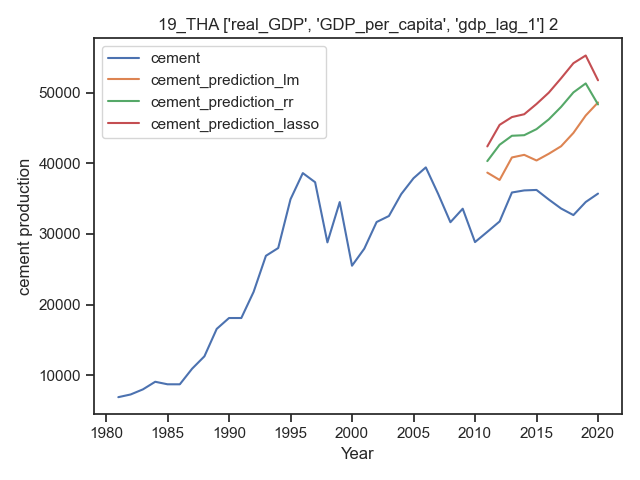 19_THA ['real_GDP', 'GDP_per_capita', 'gdp_lag_1'] 2
cement
cement_prediction_lm
cement_prediction_rr
cement_prediction_lasso
cement production
50000
40000
30000
20000
10000
1980 1985 1990 1995 2000 2005 2010 2015 2020
Year